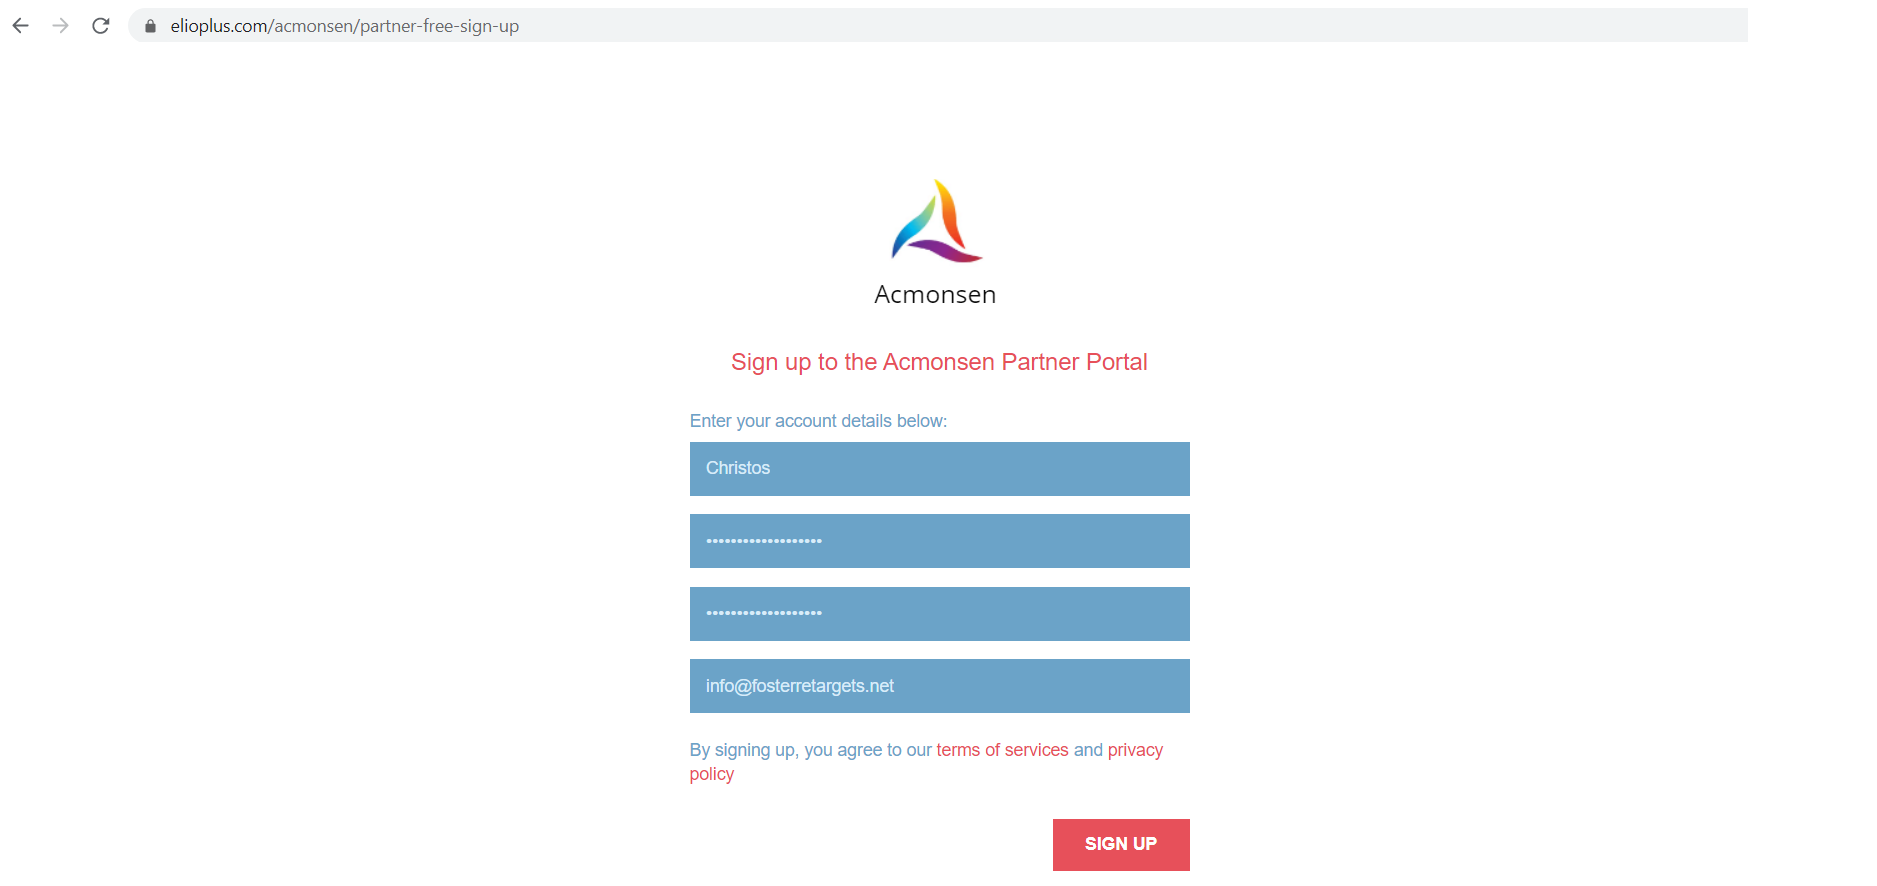 elioplus.com/acmonsen/partner-free-sign-up
Acmonsen
Sign up to the Acmonsen Partner Portal
Enter your account details below:
Christos
•••••••••••••••••••
•••••••••••••••••••
info@fosterretargets.net
By signing up, you agree to our terms of services and privacy
policy
SIGN UP